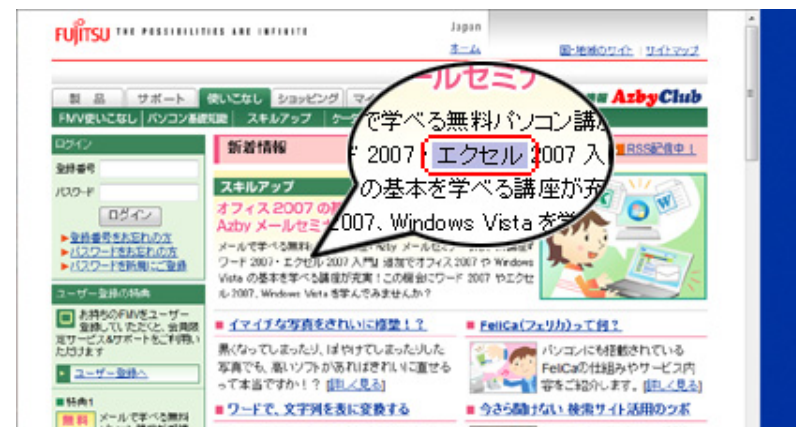 FUJITSU THE POSSIBILITIES ARE INFINITE
Japan
ホーム
国・地域のサイト サイトマップ
製品 サポート 使いこなし ショッピング
AzbyClub
FMV使いこなし パソコン基礎知識 スキルアップ
ログイン
登録番号
パスワード
ログイン
登録番号をお忘れの方
パスワードをお忘れの方
パスワードを新規にご登録
ユーザー登録の特典
お持ちのFMVをユーザー
登録していただくと、会員限
定サービス&サポートをご利用い
ただけます
ユーザー登録へ
■特典1
無料 メールで学べる無料
新着情報
RSS配信中!
スキルアップ
オフィス2007の
Azby メールセミ
メールで学べる無料
ワード 2007・エクセル 2007 入門」追加でオフィス 2007 や Windows
Vista の基本を学べる講座が充実!この機会にワード 2007 やエクセ
ル 2007、Windows Vista を学んでみませんか?
ールセミナ
で学べる無料パソコン講
2007・エクセル 2007 入
の基本を学べる講座が充
2007、Windows Vista を学
■ イマイチな写真をきれいに修整!?
黒くなってしまったり、ぼやけてしまったりした
写真でも、高いソフトがあればきれいに直せる
って本当ですか!? [詳しく見る]
■ FeliCa(フェリカ)って何?
パソコンにも搭載されている
FeliCaの仕組みやサービス内
容をご紹介します。[詳しく見る]
■ ワードで、文字列を表に変換する
■ 今さら聞けない 検索サイト活用のツボ